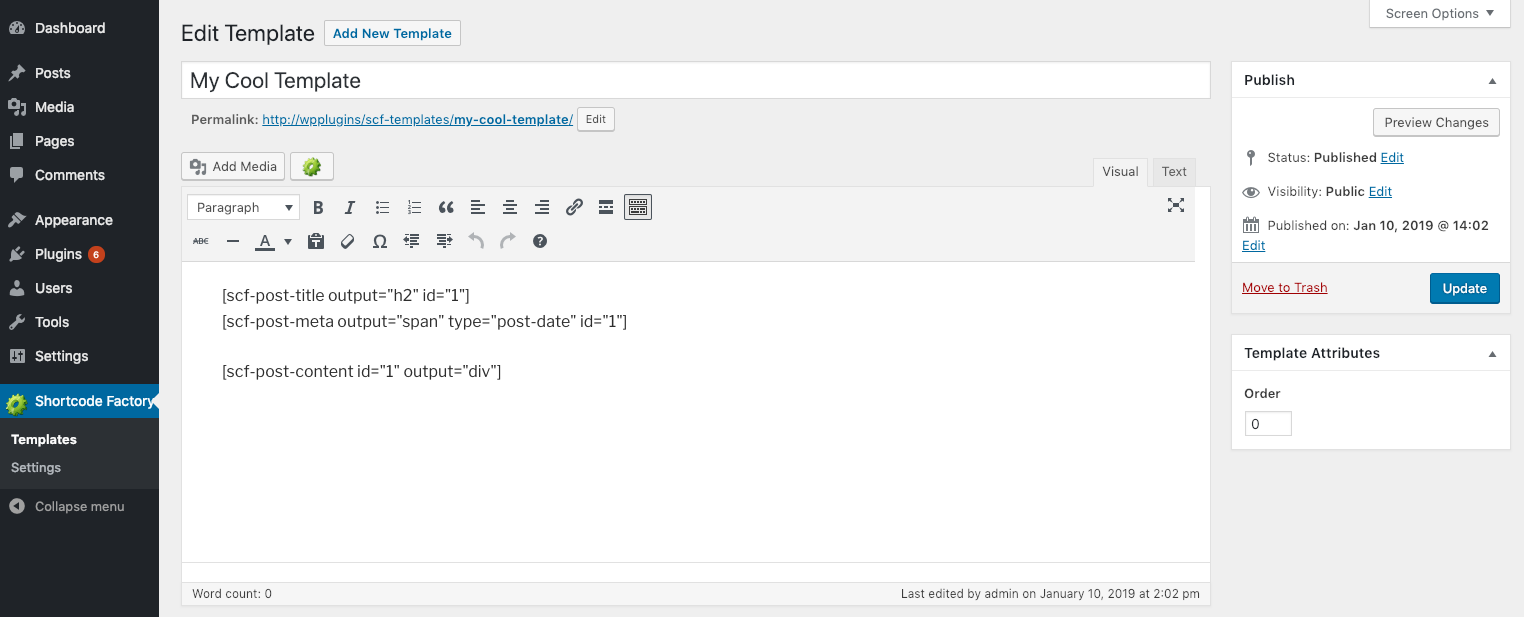 Dashboard
Posts
Media
Pages
Comments
Appearance
Plugins 6
Users
Tools
Settings
Shortcode Factory
Templates
Settings
Collapse menu
Screen Options
Edit Template Add New Template
My Cool Template
Permalink: http://wpplugins/scf-templates/my-cool-template/ Edit
Add Media
Visual Text
Paragraph B I
ABC A Ω
[scf-post-title output="h2" id="1"]
[scf-post-meta output="span" type="post-date" id="1"]
[scf-post-content id="1" output="div"]
Word count: 0 Last edited by admin on January 10, 2019 at 2:02 pm
Publish
Preview Changes
Status: Published Edit
Visibility: Public Edit
Published on: Jan 10, 2019 @ 14:02
Edit
Move to Trash Update
Template Attributes
Order
0